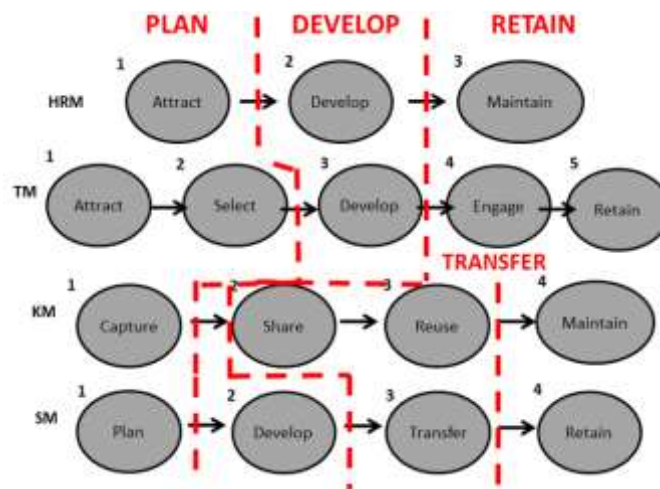 PLAN DEVELOP RETAIN
1 2 3
HRM Attract Develop Maintain
1 2 3 4 5
TM Attract Select Develop Engage Retain
TRANSFER
1 2 3 4
KM Capture Share Reuse Maintain
1 2 3 4
SM Plan Develop Transfer Retain